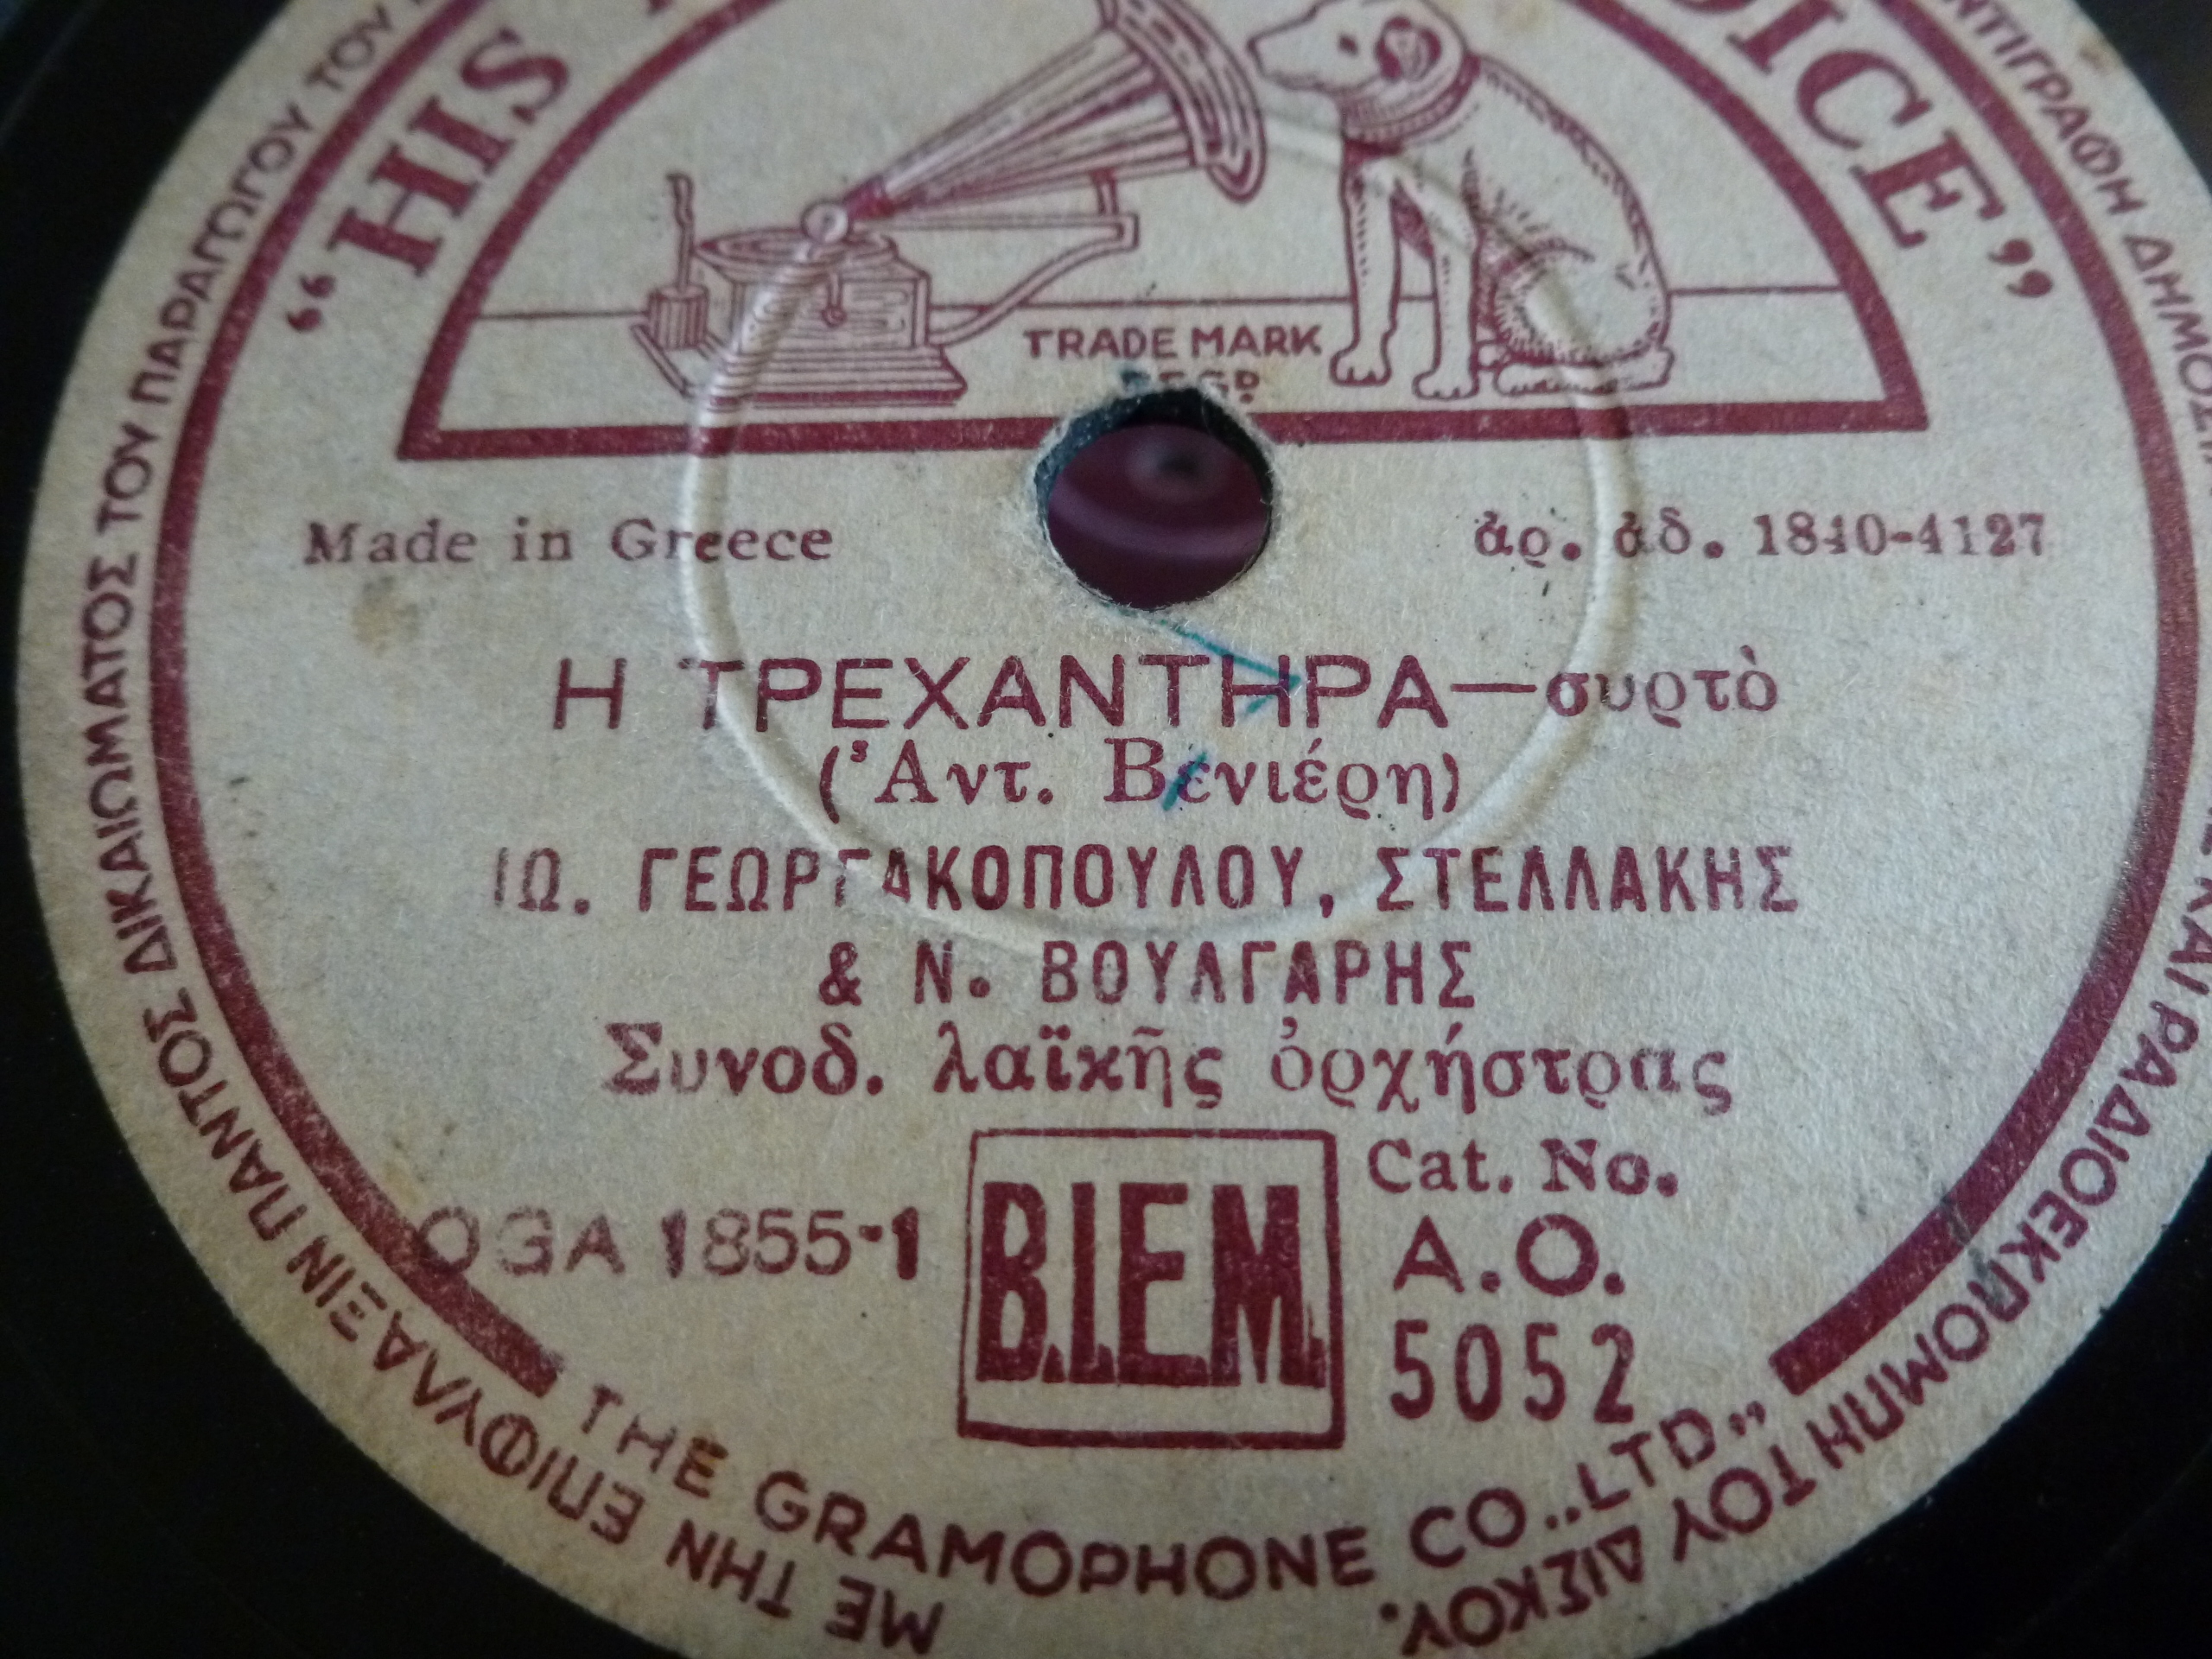 “HIS
VOICE”
TRADE MARK
Made in Greece
ἀρ. ἀδ. 1840-4127
Η ΤΡΕΧΑΝΤΗΡΑ—συρτὸ
(’Αντ. Βενιέρη)
ΙΩ. ΓΕΩΡΓΑΚΟΠΟΥΛΟΥ, ΣΤΕΛΛΑΚΗΣ
& Ν. ΒΟΥΛΓΑΡΗΣ
Συνοδ. λαϊκῆς ὀρχήστρας
OGA 1855-1
B.I.E.M.
Cat. No.
A.O.
5052
THE GRAMOPHONE CO., LTD.,
ΜΕ ΤΗΝ ΕΠΙΦΥΛΑΞΙΝ ΠΑΝΤΟΣ ΔΙΚΑΙΩΜΑΤΟΣ ΤΟΥ ΠΑΡΑΓΩΓΟΥ ΤΟΥ
ΚΑΙ ΡΑΔΙΟΕΚΠΟΜΠΗ ΤΟΥ ΔΙΣΚΟΥ.